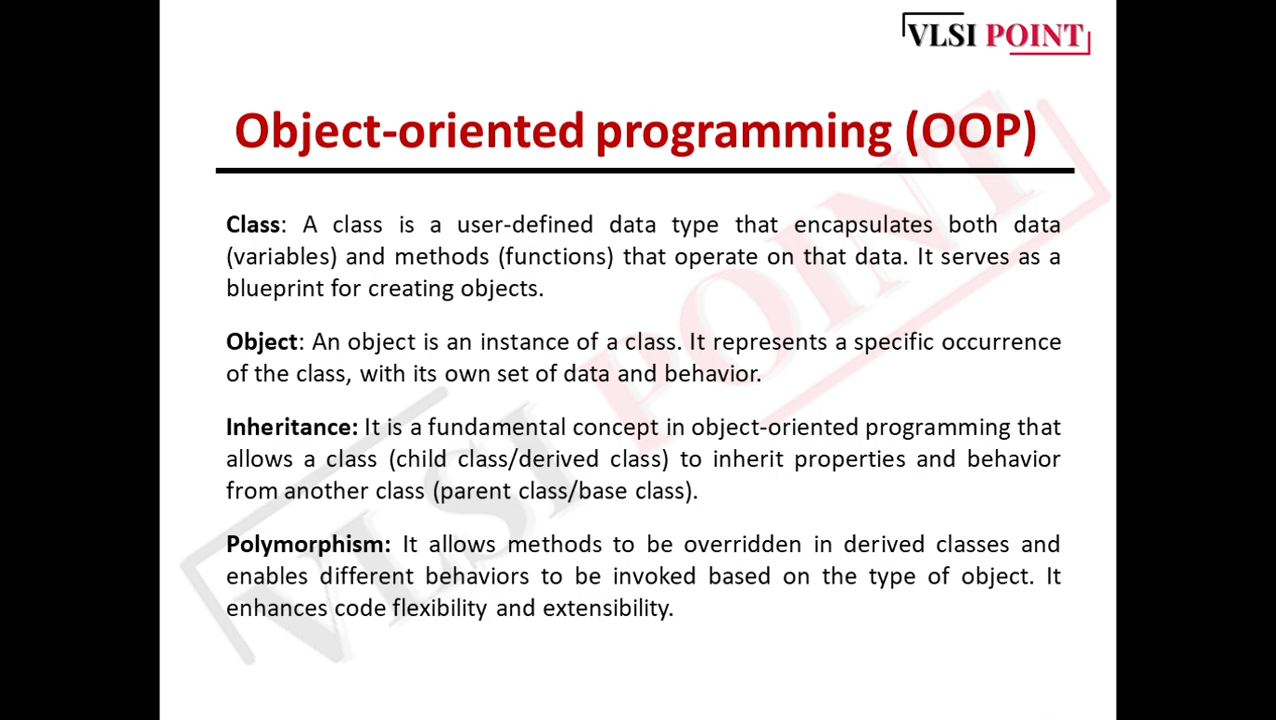 VLSI POINT
Object-oriented programming (OOP)
Class: A class is a user-defined data type that encapsulates both data
(variables) and methods (functions) that operate on that data. It serves as a
blueprint for creating objects.
Object: An object is an instance of a class. It represents a specific occurrence
of the class, with its own set of data and behavior.
Inheritance: It is a fundamental concept in object-oriented programming that
allows a class (child class/derived class) to inherit properties and behavior
from another class (parent class/base class).
Polymorphism: It allows methods to be overridden in derived classes and
enables different behaviors to be invoked based on the type of object. It
enhances code flexibility and extensibility.
VLSI POINT